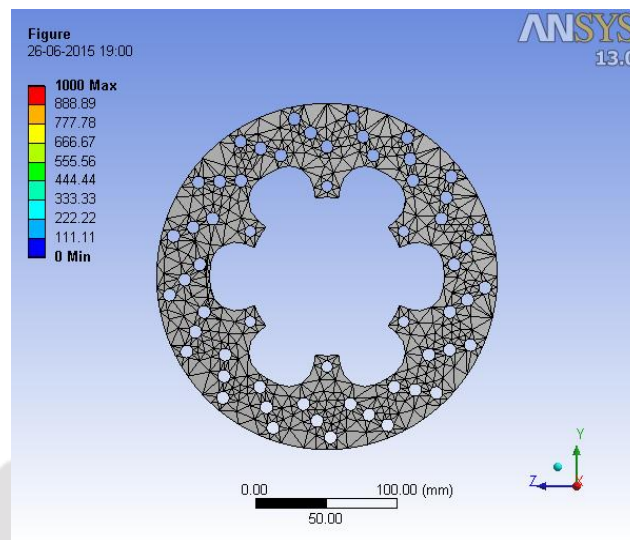 Figure
26-06-2015 19:00
ANSYS
13.0
1000 Max
888.89
777.78
666.67
555.56
444.44
333.33
222.22
111.11
0 Min
0.00 100.00 (mm)
50.00
Y
Z X